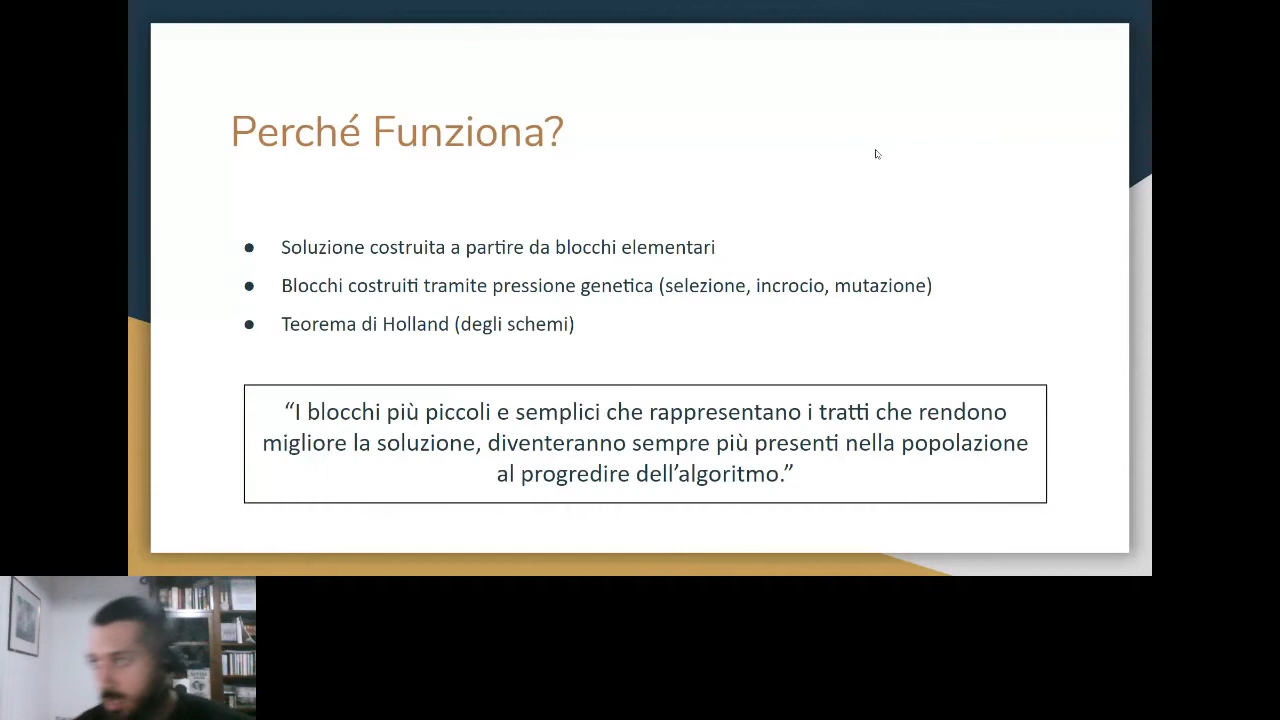 Perché Funziona?
● Soluzione costruita a partire da blocchi elementari
● Blocchi costruiti tramite pressione genetica (selezione, incrocio, mutazione)
● Teorema di Holland (degli schemi)
“I blocchi più piccoli e semplici che rappresentano i tratti che rendono
migliore la soluzione, diventeranno sempre più presenti nella popolazione
al progredire dell’algoritmo.”